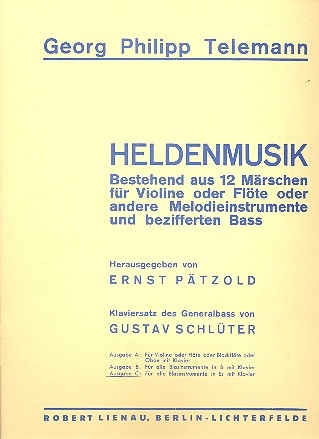 Georg Philipp Telemann
HELDENMUSIK
Bestehend aus 12 Märschen
für Violine oder Flöte oder
andere Melodieinstrumente
und bezifferten Bass
Herausgegeben von
ERNST PÄTZOLD
Klaviersatz des Generalbass von
GUSTAV SCHLÜTER
Ausgabe A: Für Violine oder Flöte oder Blockflöte oder
Oboe mit Klavier
Ausgabe B: Für alle Blasinstrumente in B mit Klavier
Ausgabe C: Für alle Blasinstrumente in Es mit Klavier
ROBERT LIENAU, BERLIN-LICHTERFELDE